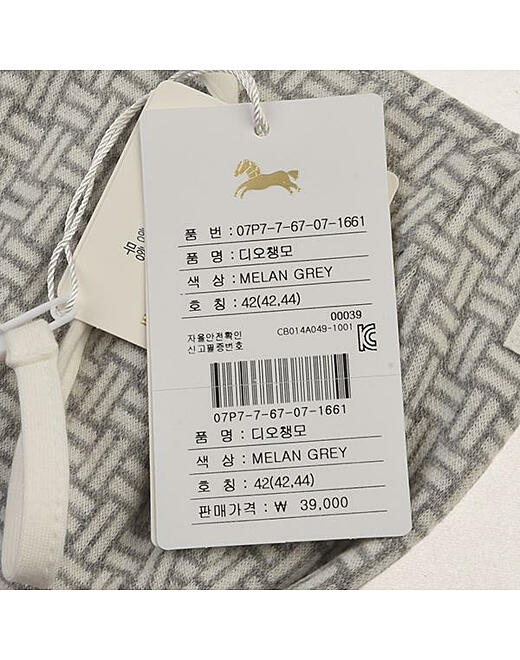 품 번 : 07P7-7-67-07-1661
품 명 : 디오챙모
색 상 : MELAN GREY
호 칭 : 42(42,44)
00039
자율안전확인 CB014A049-1001
신고필증번호
07P7-7-67-07-1661
품 명 : 디오챙모
색 상 : MELAN GREY
호 칭 : 42(42,44)
판매가격 : ₩ 39,000